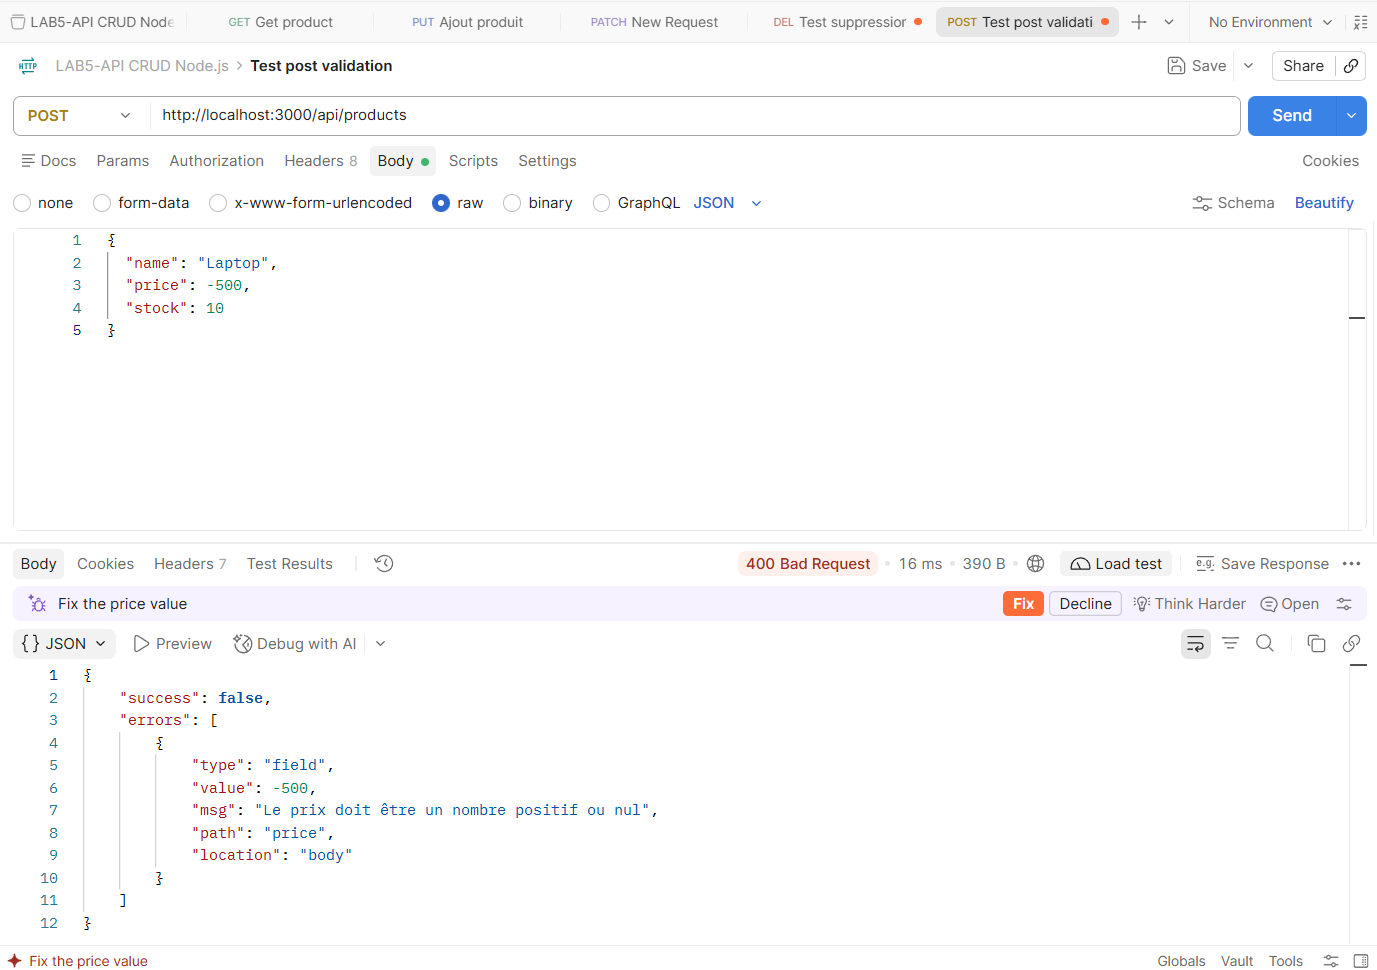 LAB5-API CRUD Node GET Get product PUT Ajout produit PATCH New Request DEL Test suppressior POST Test post validati No Environment
HTTP LAB5-API CRUD Node.js > Test post validation Save Share
POST http://localhost:3000/api/products Send
Docs Params Authorization Headers 8 Body Scripts Settings Cookies
none form-data x-www-form-urlencoded raw binary GraphQL JSON Schema Beautify
1 {
2 "name": "Laptop",
3 "price": -500,
4 "stock": 10
5 }
Body Cookies Headers 7 Test Results 400 Bad Request 16 ms 390 B Load test e.g. Save Response
Fix the price value Fix Decline Think Harder Open
{} JSON Preview Debug with AI
1 {
2 "success": false,
3 "errors": [
4 {
5 "type": "field",
6 "value": -500,
7 "msg": "Le prix doit être un nombre positif ou nul",
8 "path": "price",
9 "location": "body"
10 }
11 ]
12 }
Fix the price value Globals Vault Tools